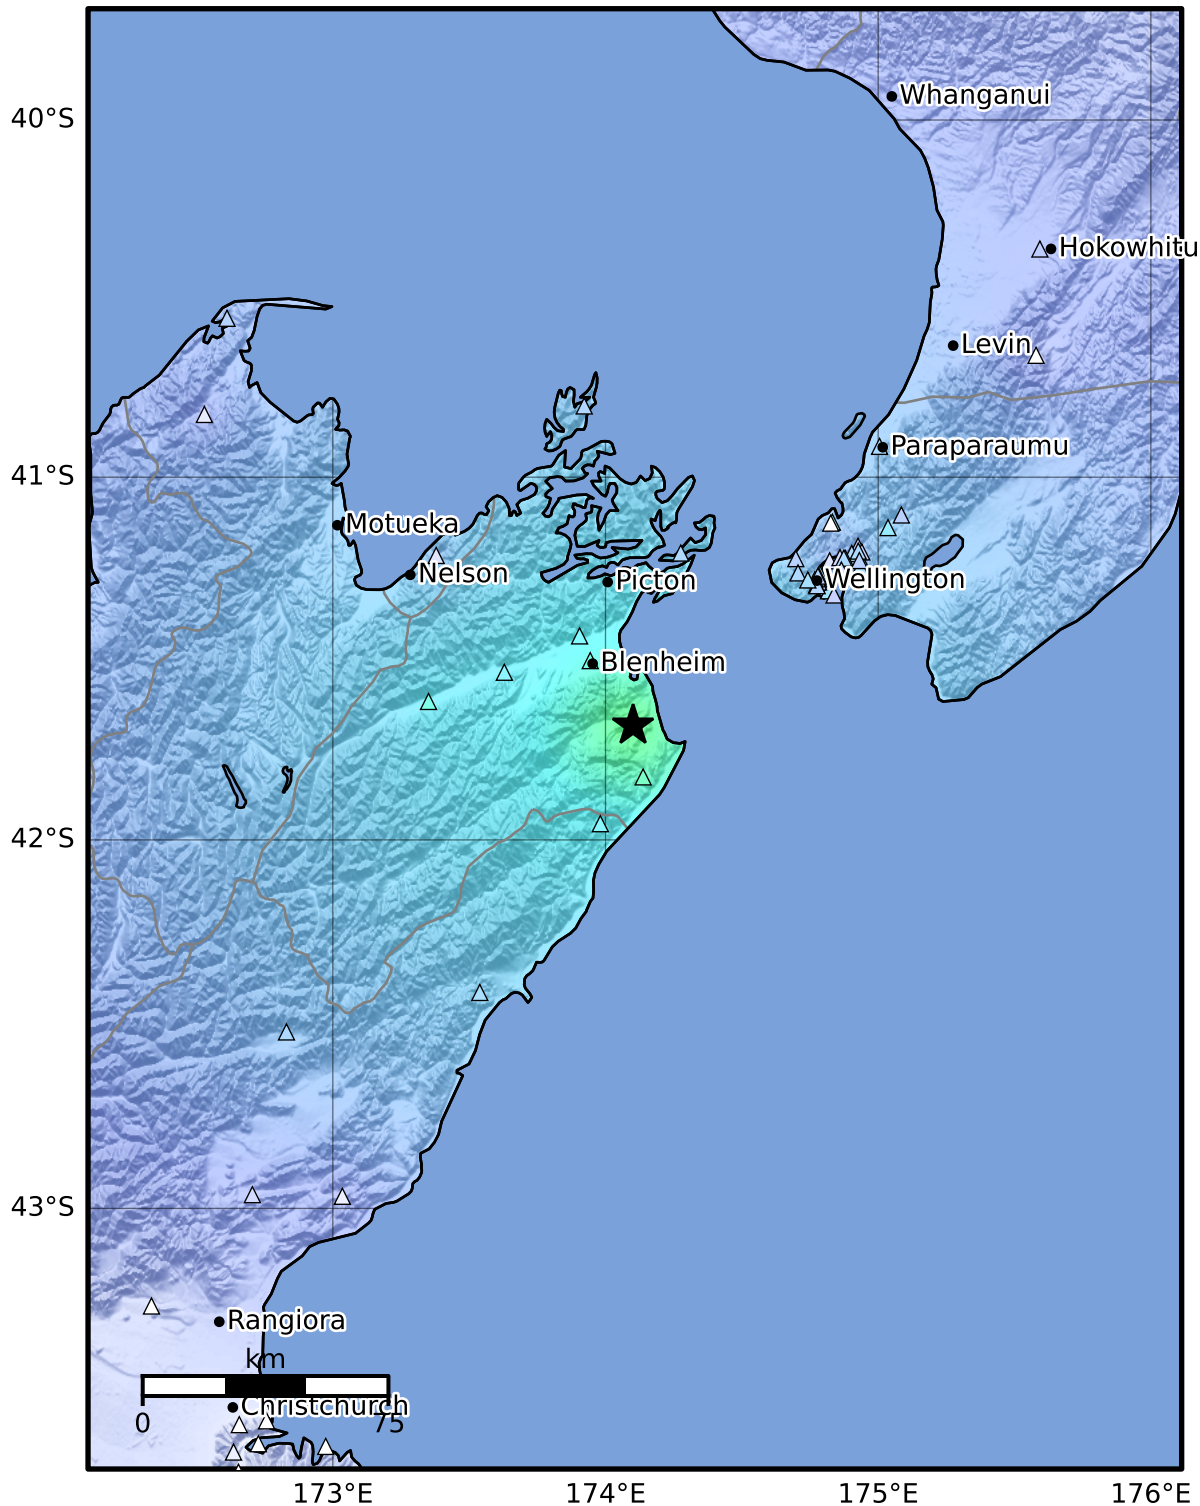 Whanganui
40°S
Hokowhitu
Levin
Paraparaumu
41°S
Motueka
Nelson
Picton
Wellington
Blenheim
42°S
43°S
Rangiora
km
Christchurch
0
75
173°E
174°E
175°E
176°E